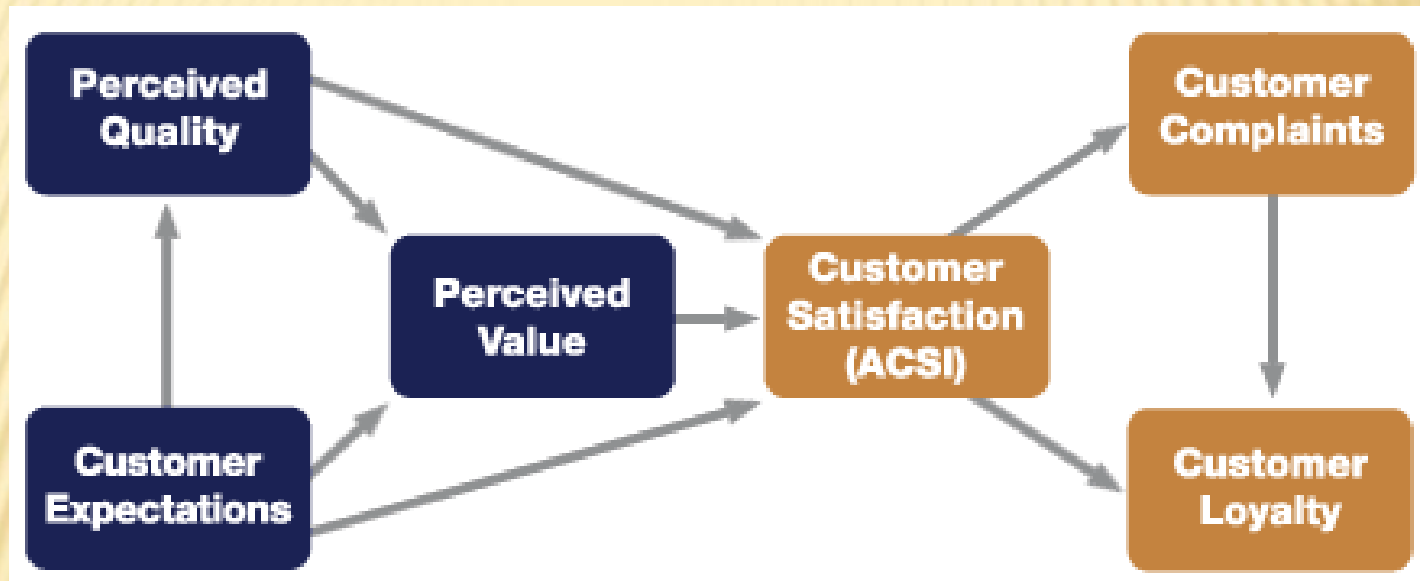 Perceived
Quality
Customer
Expectations
Perceived
Value
Customer
Satisfaction
(ACSI)
Customer
Complaints
Customer
Loyalty